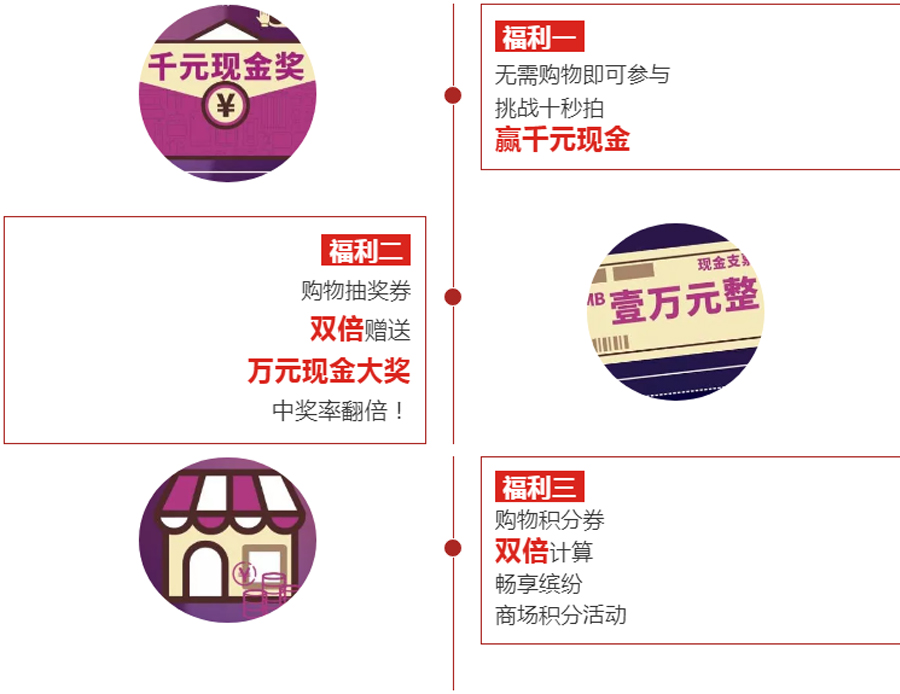 千元现金奖
¥
福利一
无需购物即可参与
挑战十秒拍
赢千元现金
福利二
购物抽奖券
双倍赠送
万元现金大奖
中奖率翻倍！
现金支
MB
壹万元整
福利三
购物积分券
双倍计算
畅享缤纷
商场积分活动
¥